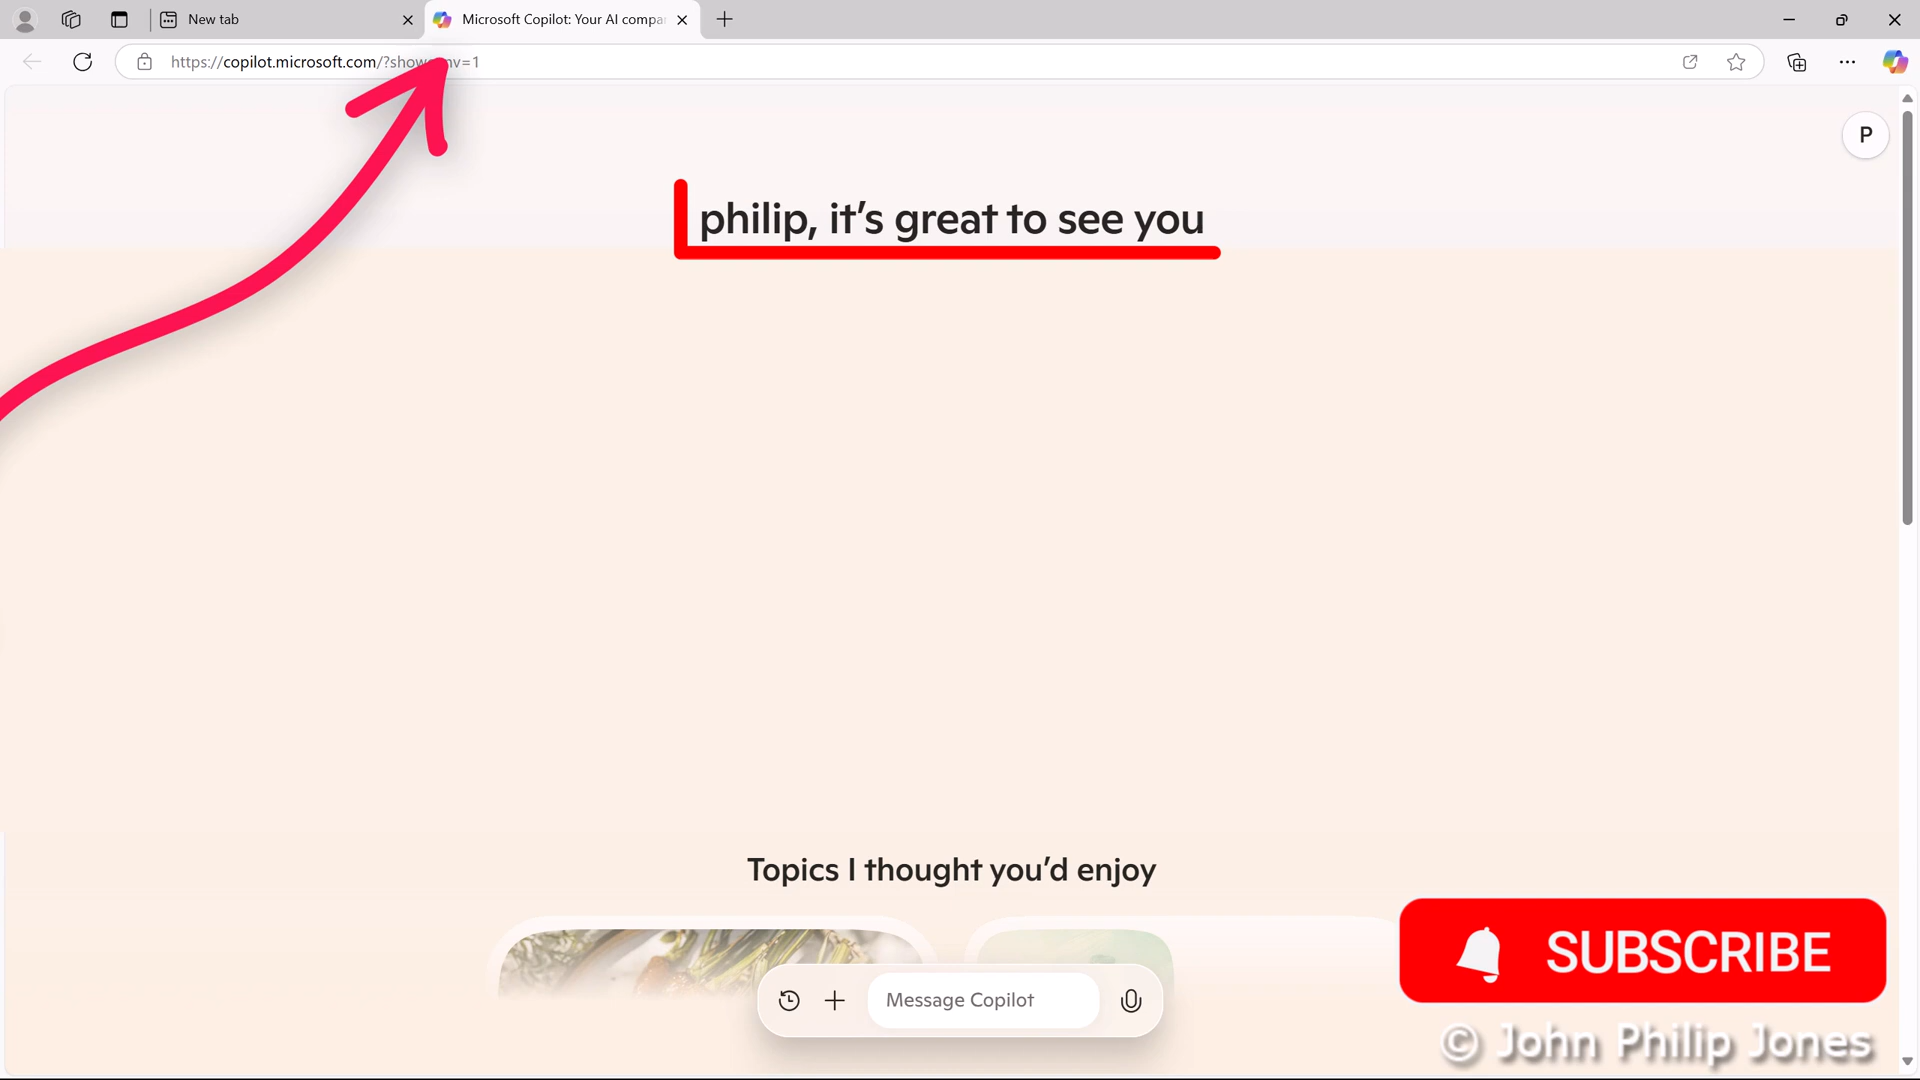 New tab
Microsoft Copilot: Your AI compa
https://copilot.microsoft.com/?show
nv=1
P
philip, it's great to see you
Topics I thought you'd enjoy
Message Copilot
SUBSCRIBE
© John Philip Jones